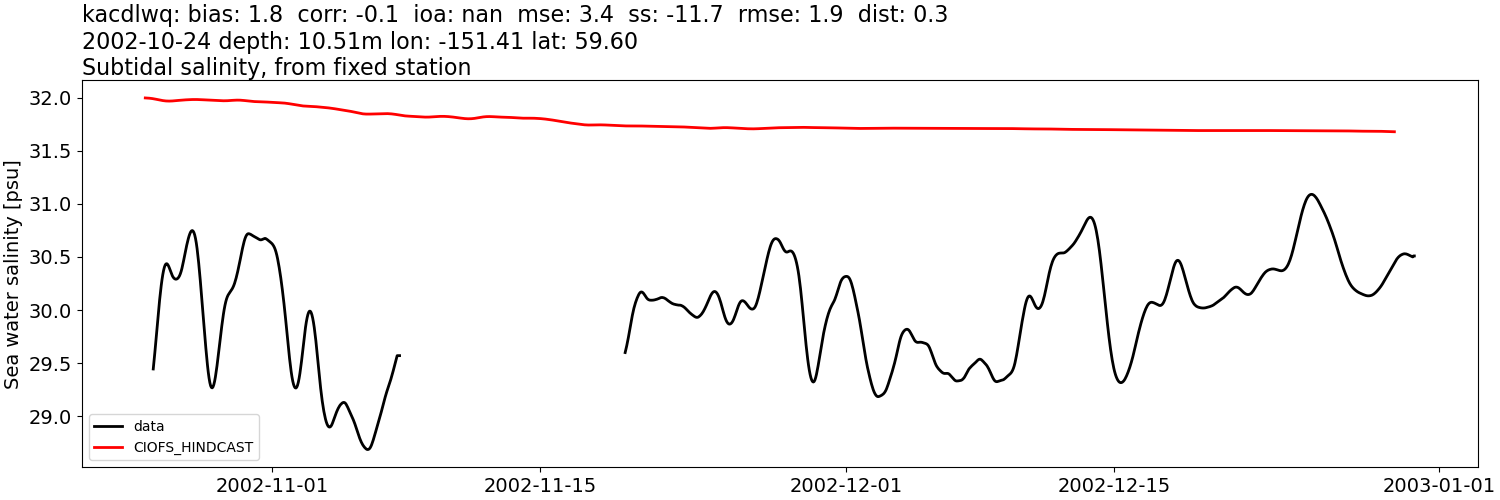 kacdlwq: bias: 1.8  corr: -0.1  ioa: nan  mse: 3.4  ss: -11.7  rmse: 1.9  dist: 0.3
2002-10-24 depth: 10.51m lon: -151.41 lat: 59.60
Subtidal salinity, from fixed station
Sea water salinity [psu]
32.0
31.5
31.0
30.5
30.0
29.5
29.0
data
CIOFS_HINDCAST
2002-11-01
2002-11-15
2002-12-01
2002-12-15
2003-01-01